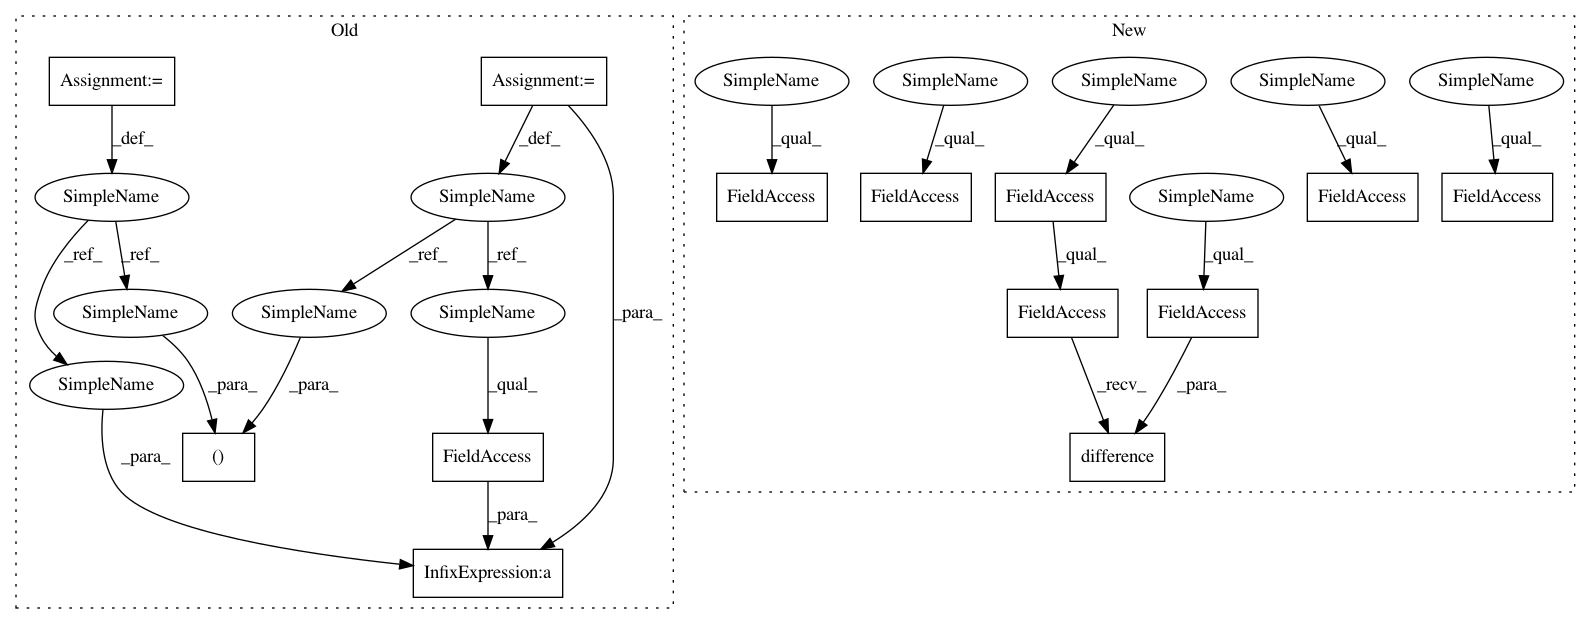 Old
New
Assignment:=
Assignment:=
SimpleName
SimpleName
SimpleName
SimpleName
SimpleName
_def_
_def_
_qual_
_qual_
_qual_
_qual_
_qual_
SimpleName
SimpleName
FieldAccess
FieldAccess
FieldAccess
SimpleName
FieldAccess
FieldAccess
_ref_
_ref_
_ref_
_ref_
_qual_
_qual_
SimpleName
SimpleName
SimpleName
_para_
FieldAccess
FieldAccess
SimpleName
_para_
_para_
_qual_
_recv_
_para_
_para_
()
FieldAccess
difference
_para_
InfixExpression:a